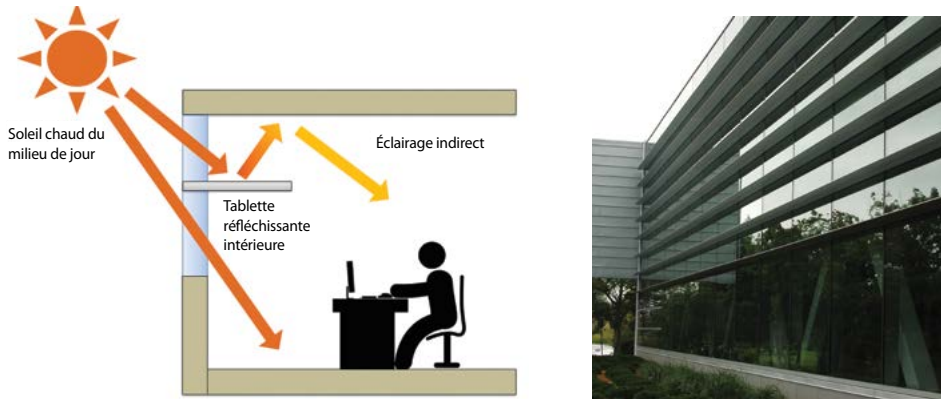 Soleil chaud du
milieu de jour
Éclairage indirect
Tablette
réfléchissante
intérieure